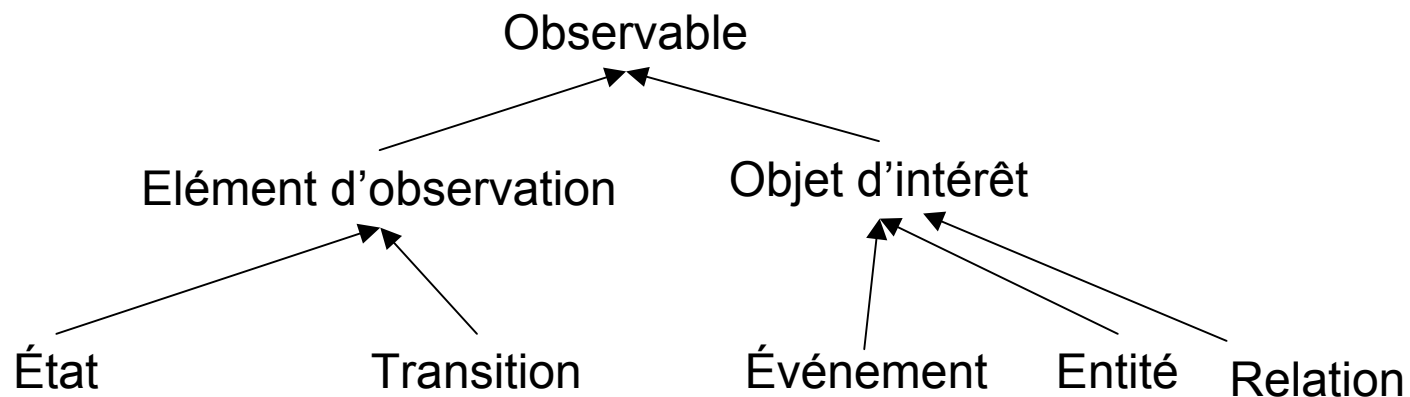 Observable
Elément d’observation
Objet d’intérêt
État
Transition
Événement
Entité
Relation